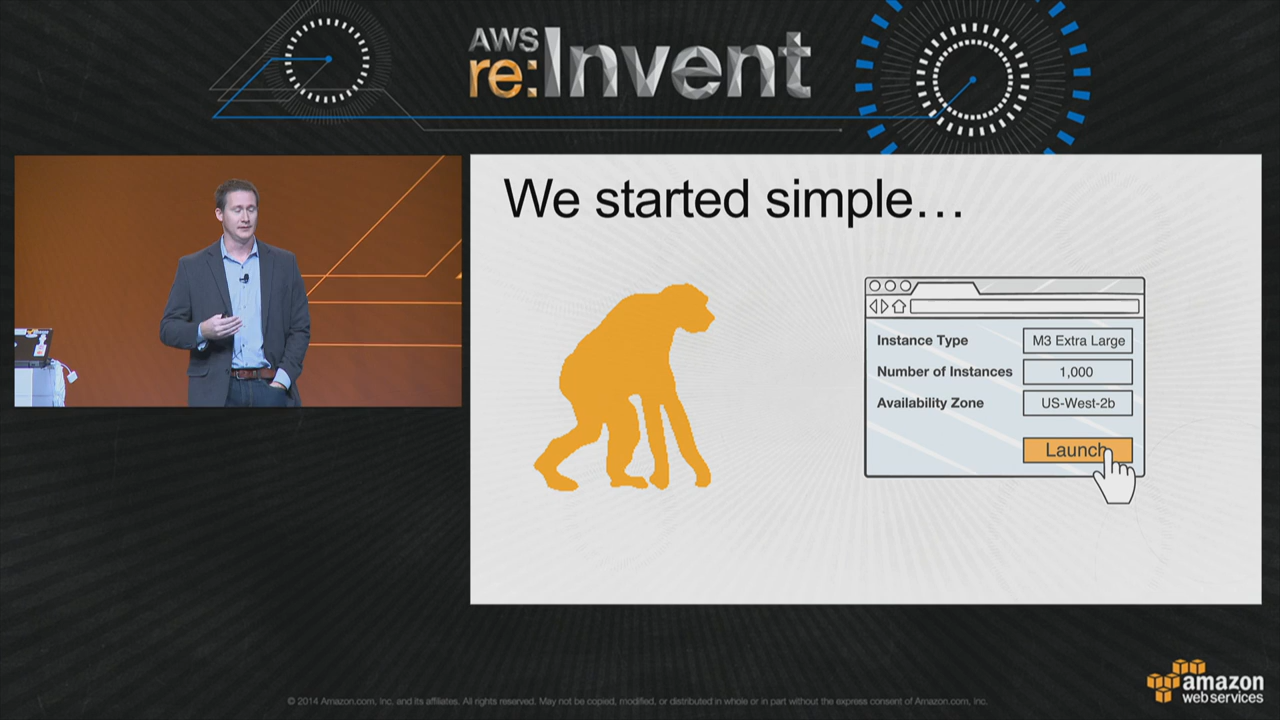 AWS
re:Invent
We started simple…
Instance Type M3 Extra Large
Number of Instances 1,000
Availability Zone US-West-2b
Launch
amazon
web services
© 2014 Amazon.com, Inc. and its affiliates. All rights reserved. May not be copied, modified, or distributed in whole or in part without the express consent of Amazon.com, Inc.